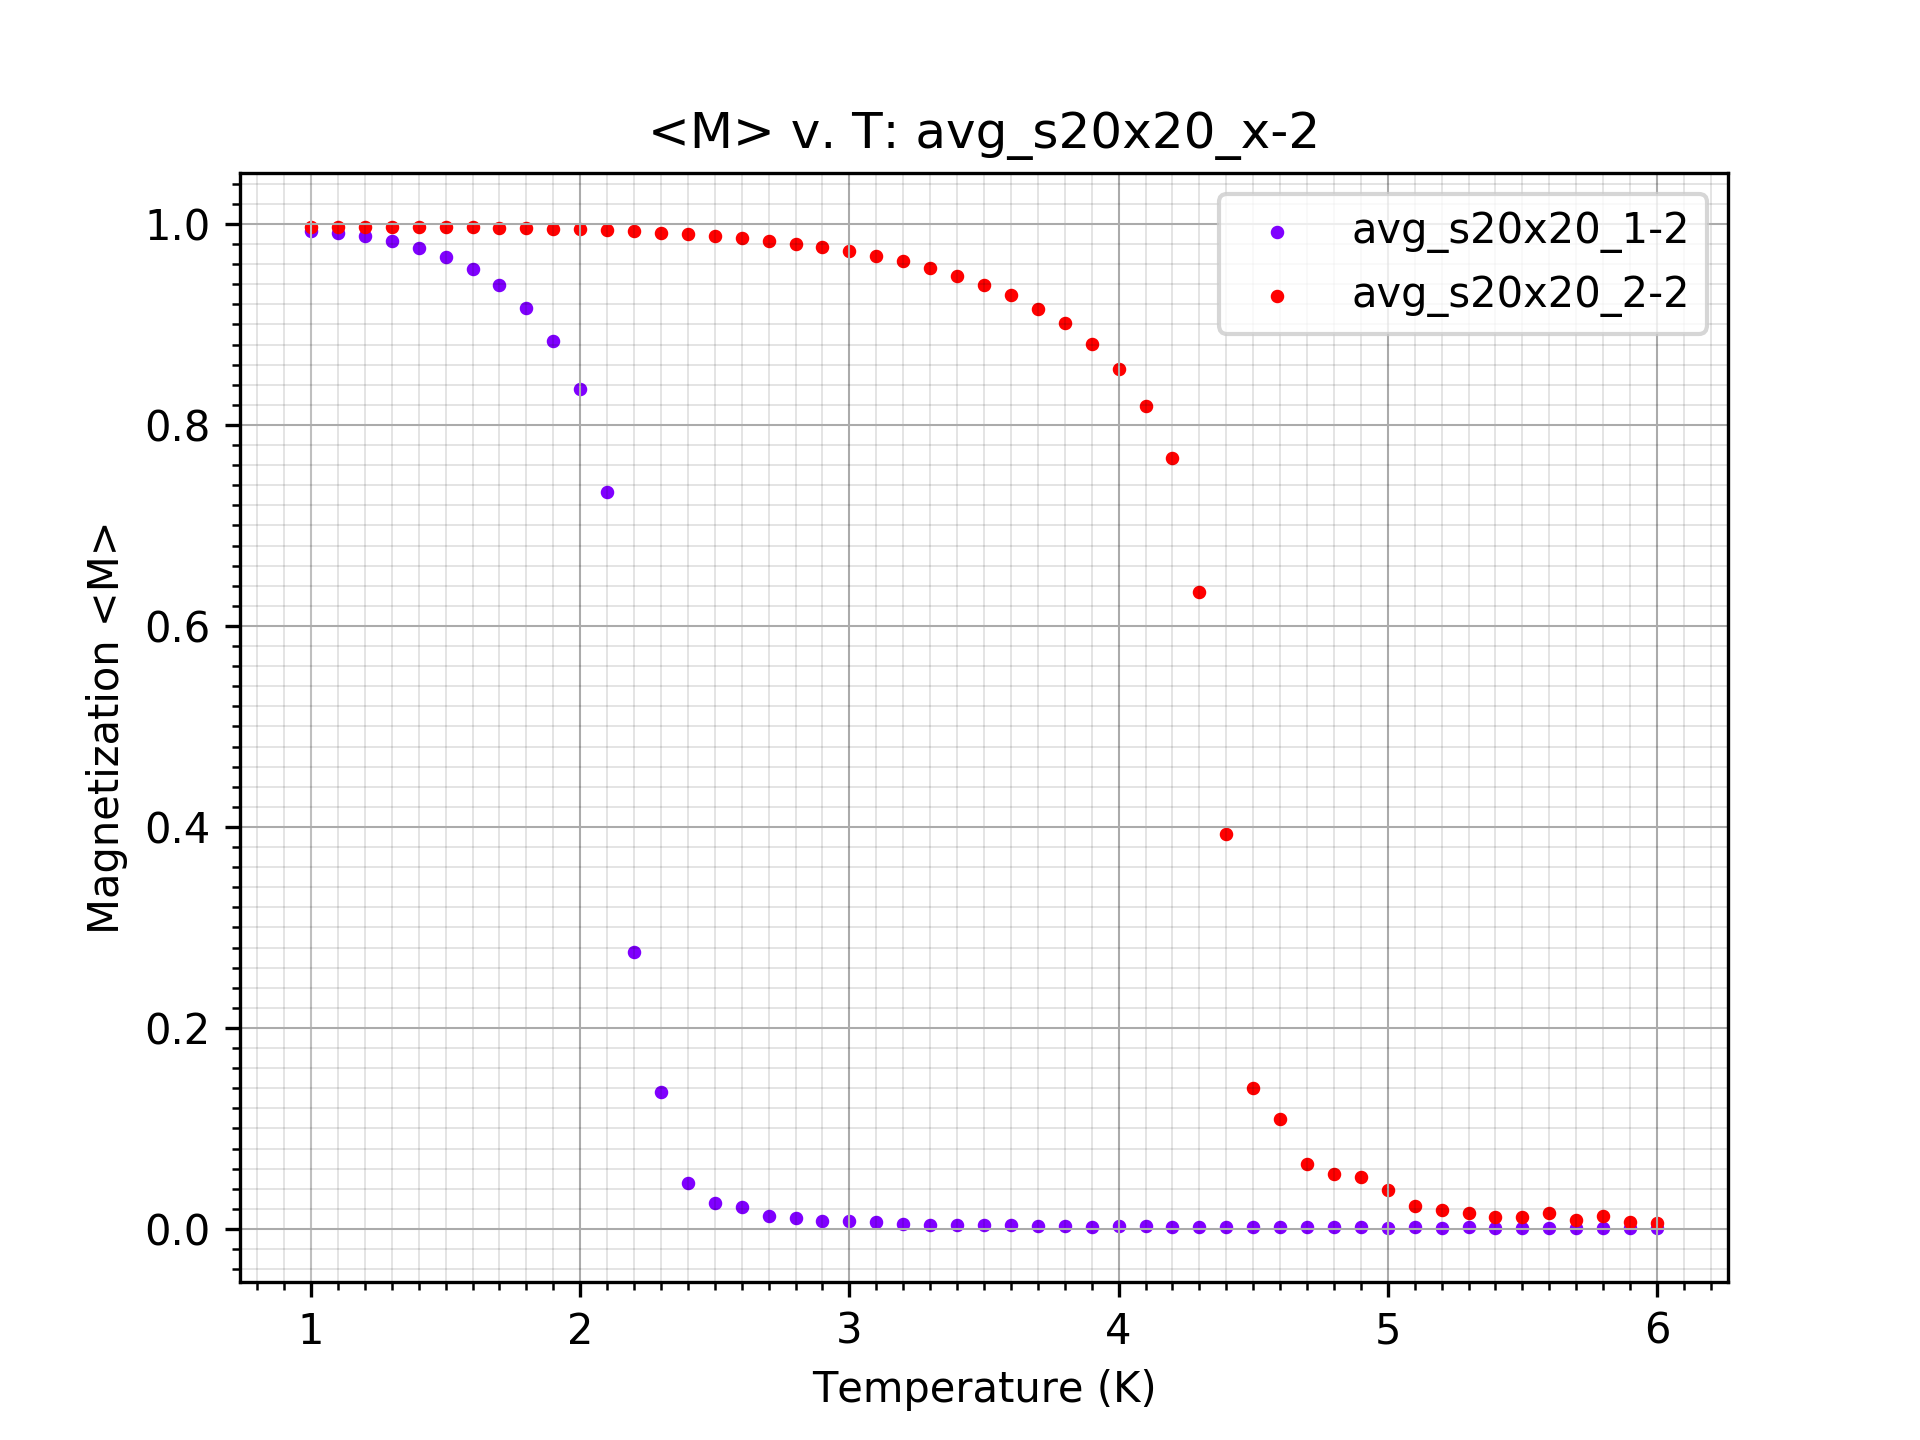 <M> v. T: avg_s20x20_x-2
avg_s20x20_1-2
avg_s20x20_2-2
Magnetization <M>
1.0
0.8
0.6
0.4
0.2
0.0
1 2 3 4 5 6
Temperature (K)